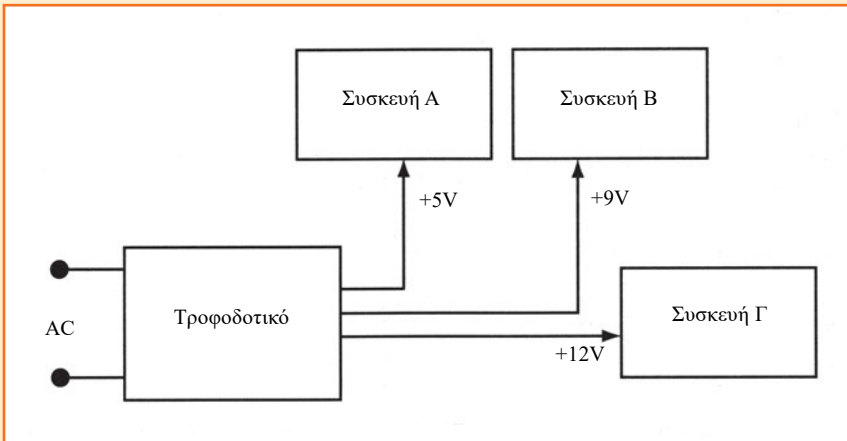 Συσκευή Α
Συσκευή Β
+5V
+9V
AC
Τροφοδοτικό
Συσκευή Γ
+12V